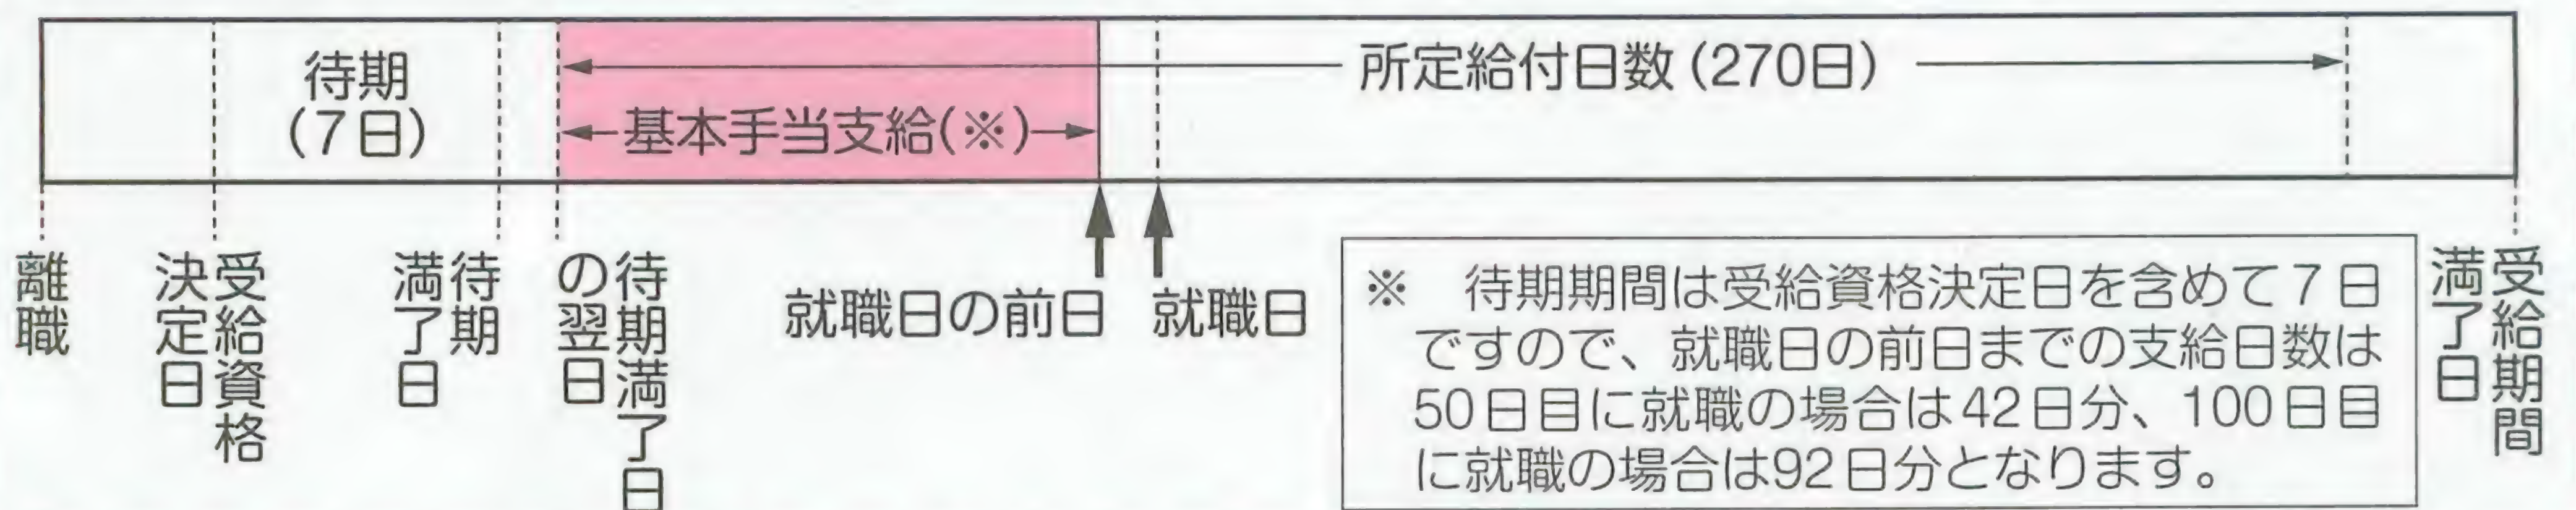 待期
(7日)
所定給付日数(270日)
基本手当支給(※)
離職
受給資格
決定日
待期
満了日
待期満了日
の翌日
就職日の前日
就職日
※ 待期期間は受給資格決定日を含めて7日
ですので、就職日の前日までの支給日数は
50日目に就職の場合は42日分、100日目
に就職の場合は92日分となります。
受給期間
満了日